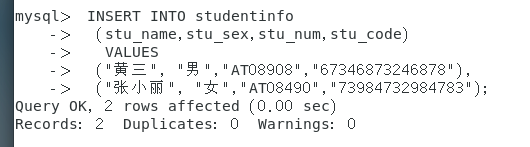 mysql>  INSERT INTO studentinfo
    ->  (stu_name,stu_sex,stu_num,stu_code)
    ->   VALUES
    ->  ("黄三", "男","AT08908","67346873246878"),
    ->  ("张小丽", "女","AT08490","73984732984783");
Query OK, 2 rows affected (0.00 sec)
Records: 2  Duplicates: 0  Warnings: 0